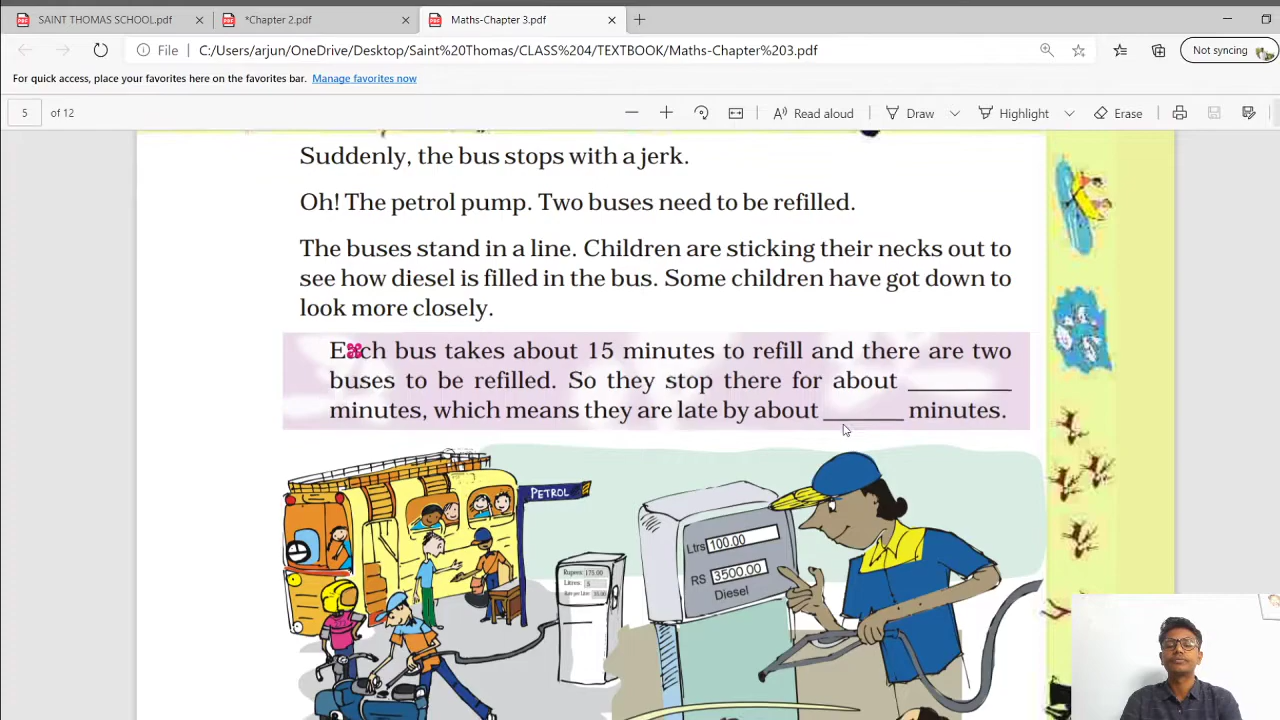 SAINT THOMAS SCHOOL.pdf
*Chapter 2.pdf
Maths-Chapter 3.pdf
File C:/Users/arjun/OneDrive/Desktop/Saint%20Thomas/CLASS%204/TEXTBOOK/Maths-Chapter%203.pdf
Not syncing
For quick access, place your favorites here on the favorites bar. Manage favorites now
5 of 12 Read aloud Draw Highlight Erase
Suddenly, the bus stops with a jerk.
Oh! The petrol pump. Two buses need to be refilled.
The buses stand in a line. Children are sticking their necks out to
see how diesel is filled in the bus. Some children have got down to
look more closely.
Each bus takes about 15 minutes to refill and there are two
buses to be refilled. So they stop there for about ________
minutes, which means they are late by about _______ minutes.
PETROL
Ltrs 100.00
RS 3500.00
Diesel
Rupees 175.00
Litres 5